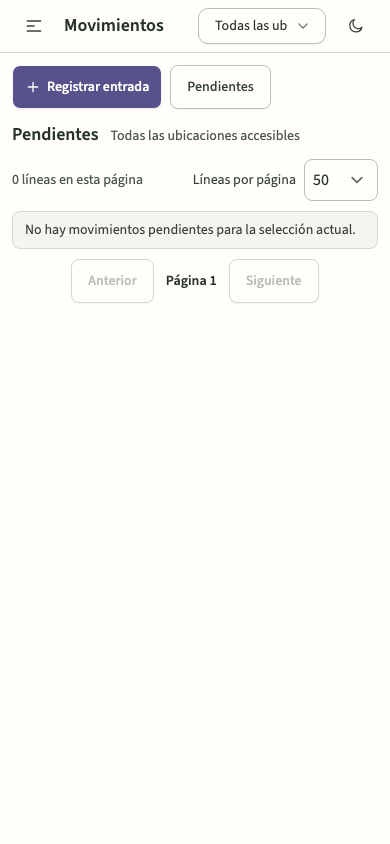 Movimientos
Todas las ub
Registrar entrada
Pendientes
Pendientes Todas las ubicaciones accesibles
0 líneas en esta página
Líneas por página 50
No hay movimientos pendientes para la selección actual.
Anterior Página 1 Siguiente